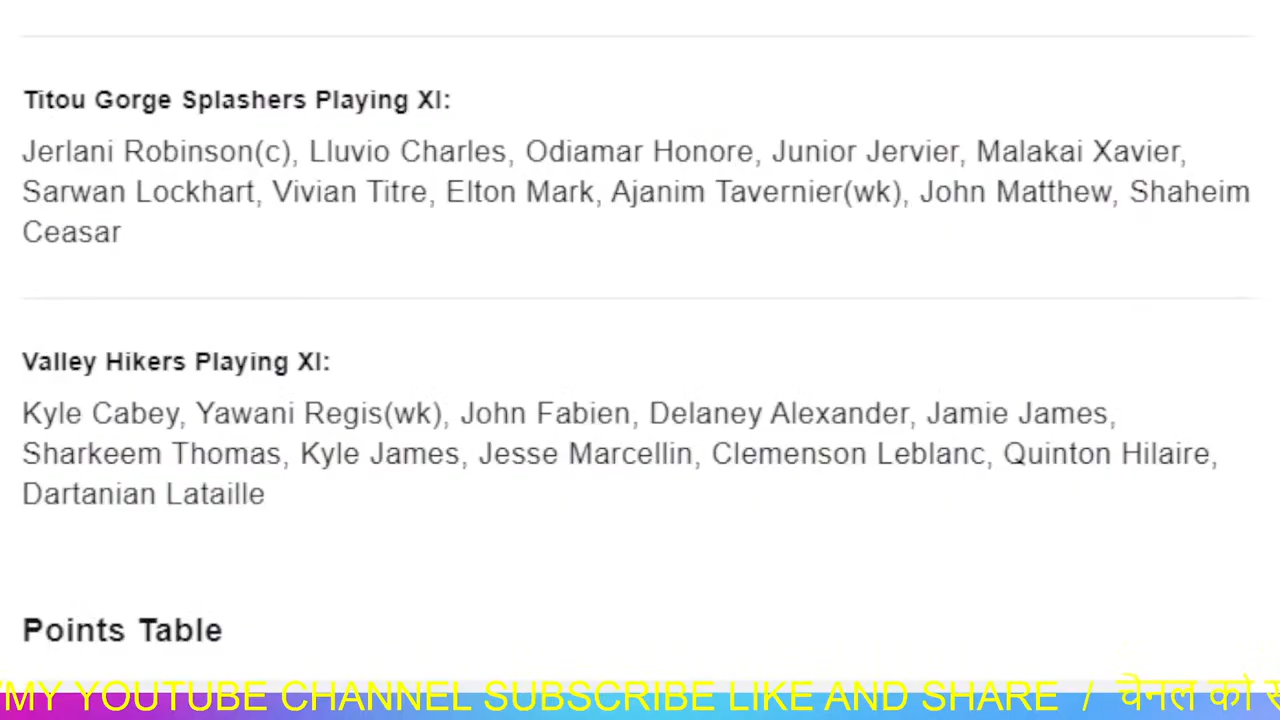 Titou Gorge Splashers Playing XI:
Jerlani Robinson(c), Lluvio Charles, Odiamar Honore, Junior Jervier, Malakai Xavier,
Sarwan Lockhart, Vivian Titre, Elton Mark, Ajanim Tavernier(wk), John Matthew, Shaheim
Ceasar
Valley Hikers Playing XI:
Kyle Cabey, Yawani Regis(wk), John Fabien, Delaney Alexander, Jamie James,
Sharkeem Thomas, Kyle James, Jesse Marcellin, Clemenson Leblanc, Quinton Hilaire,
Dartanian Lataille
Points Table
"MY YOUTUBE CHANNEL SUBSCRIBE LIKE AND SHARE / चेनल को